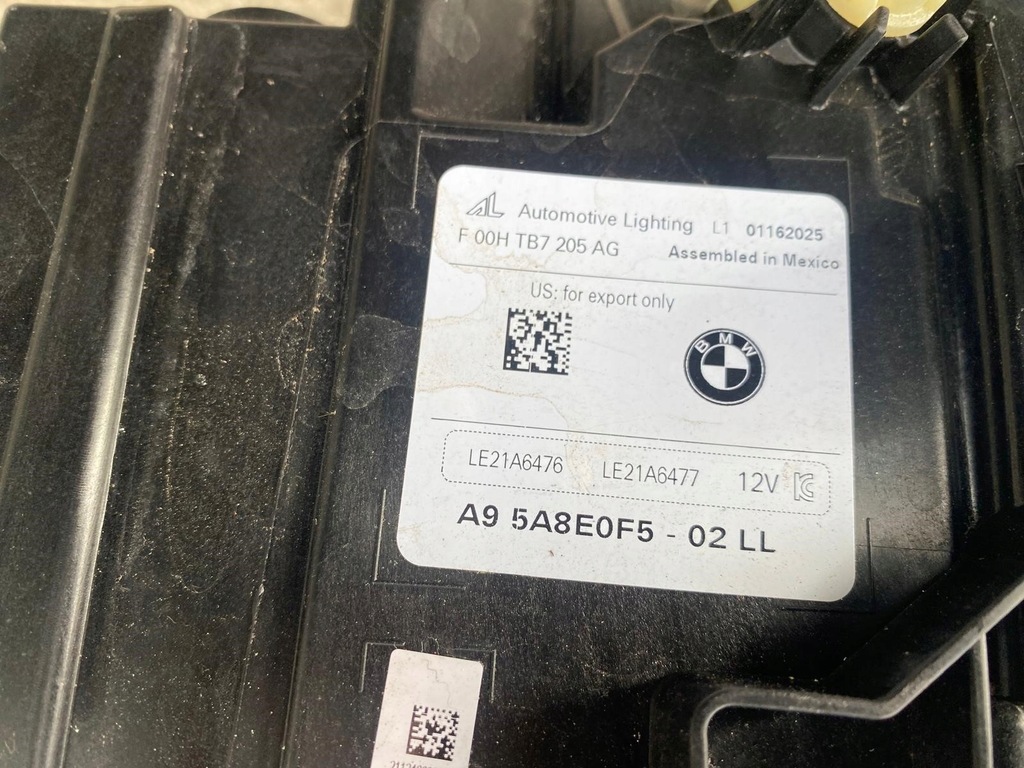 AL Automotive Lighting L1 01162025
F 00H TB7 205 AG Assembled in Mexico
US: for export only
BMW
LE21A6476 LE21A6477 12V
A9 5A8E0F5 - 02 LL